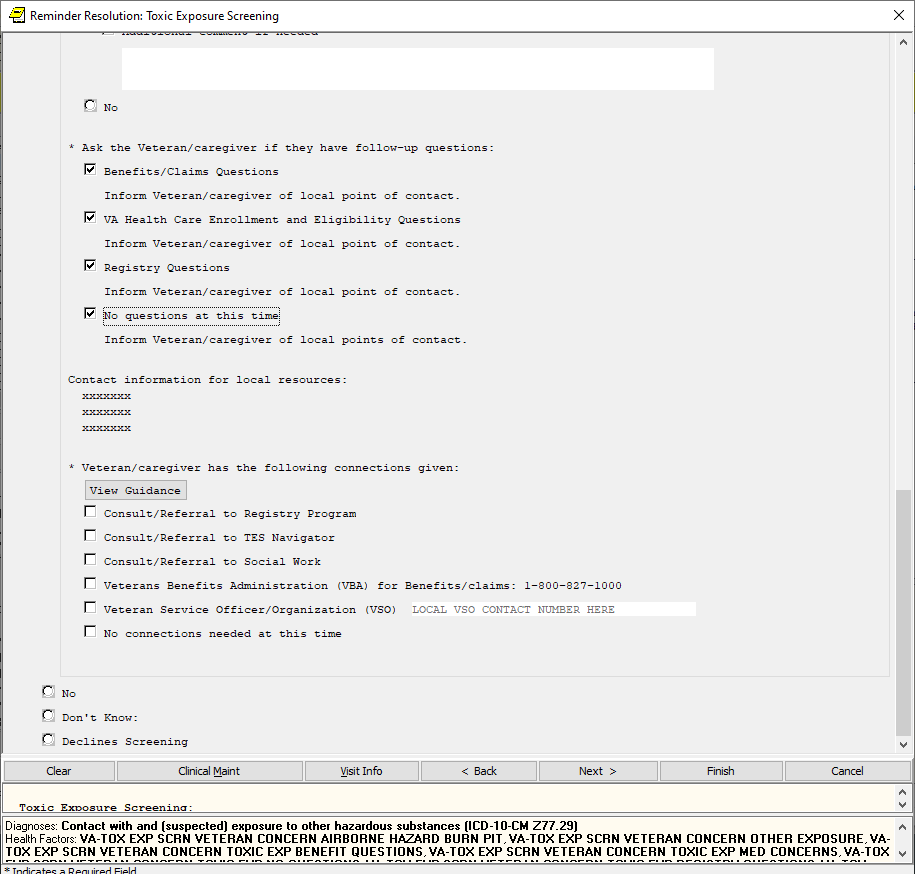 Reminder Resolution: Toxic Exposure Screening
Additional comment if needed
No
* Ask the Veteran/caregiver if they have follow-up questions:
Benefits/Claims Questions
Inform Veteran/caregiver of local point of contact.
VA Health Care Enrollment and Eligibility Questions
Inform Veteran/caregiver of local point of contact.
Registry Questions
Inform Veteran/caregiver of local point of contact.
No questions at this time
Inform Veteran/caregiver of local points of contact.
Contact information for local resources:
xxxxxxx
xxxxxxx
xxxxxxx
* Veteran/caregiver has the following connections given:
View Guidance
Consult/Referral to Registry Program
Consult/Referral to TES Navigator
Consult/Referral to Social Work
Veterans Benefits Administration (VBA) for Benefits/claims: 1-800-827-1000
Veteran Service Officer/Organization (VSO) LOCAL VSO CONTACT NUMBER HERE
No connections needed at this time
No
Don't Know:
Declines Screening
Clear Clinical Maint Visit Info < Back Next > Finish Cancel
Toxic Exposure Screening:
Diagnoses: Contact with and (suspected) exposure to other hazardous substances (ICD-10-CM Z77.29)
Health Factors: VA-TOX EXP SCRN VETERAN CONCERN AIRBORNE HAZARD BURN PIT, VA-TOX EXP SCRN VETERAN CONCERN OTHER EXPOSURE, VA-
TOX EXP SCRN VETERAN CONCERN TOXIC EXP BENEFIT QUESTIONS, VA-TOX EXP SCRN VETERAN CONCERN TOXIC EXP MED CONCERNS, VA-TOX
* Indicates a Required Field